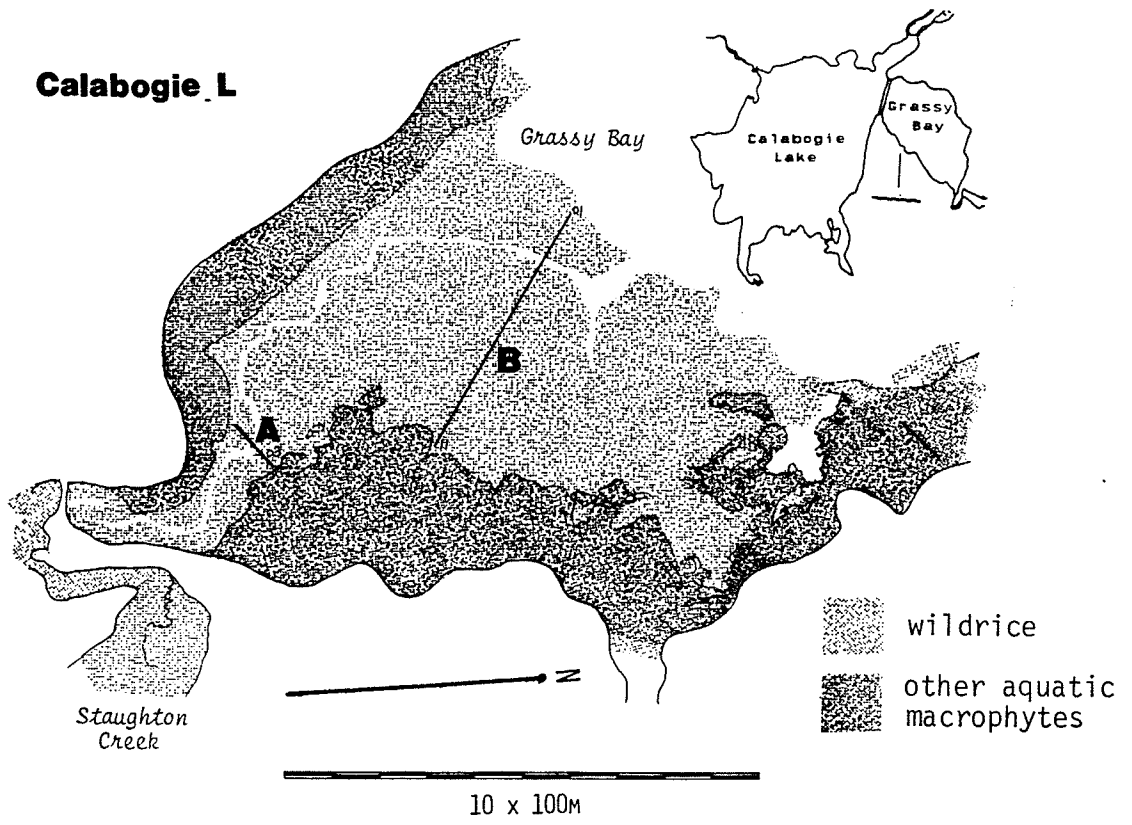 Calabogie L
Grassy Bay
Grassy
Bay
Calabogie
Lake
B
A
wildrice
other aquatic
macrophytes
N
Staughton
Creek
10 x 100M